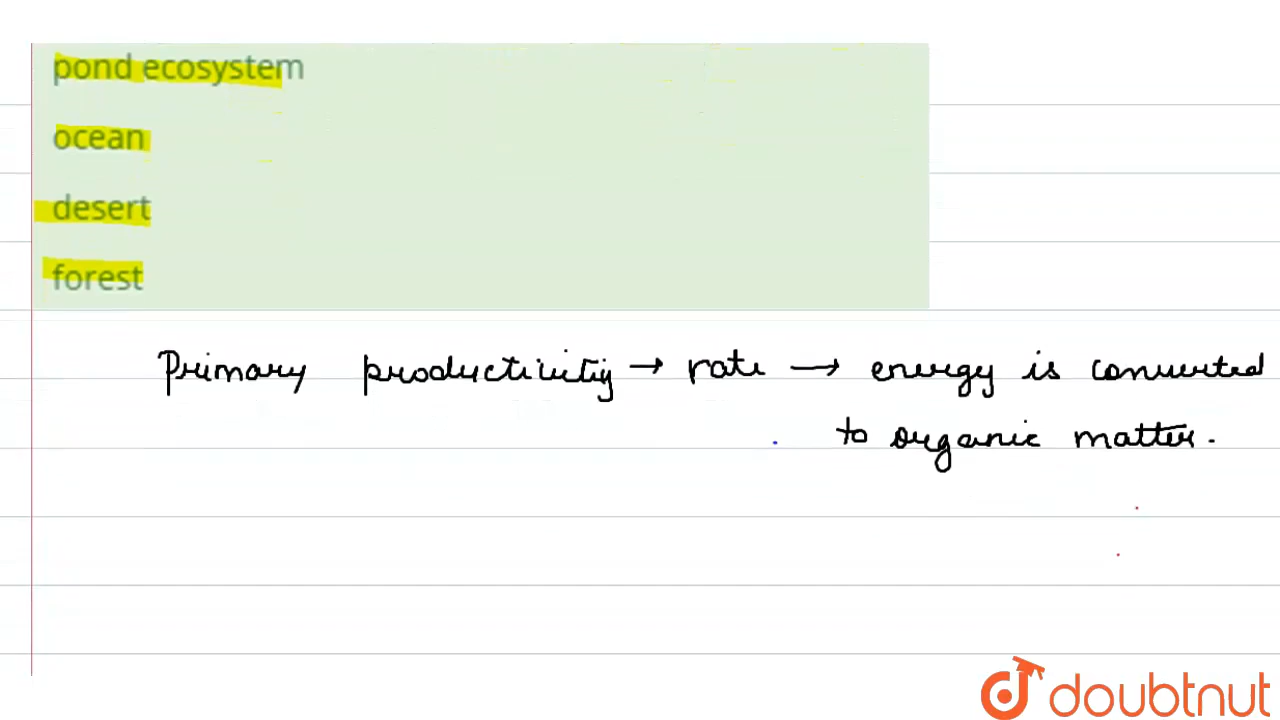 pond ecosystem
ocean
desert
forest
Primary productivity → rate → energy is converted
to organic matter.
doubtnut